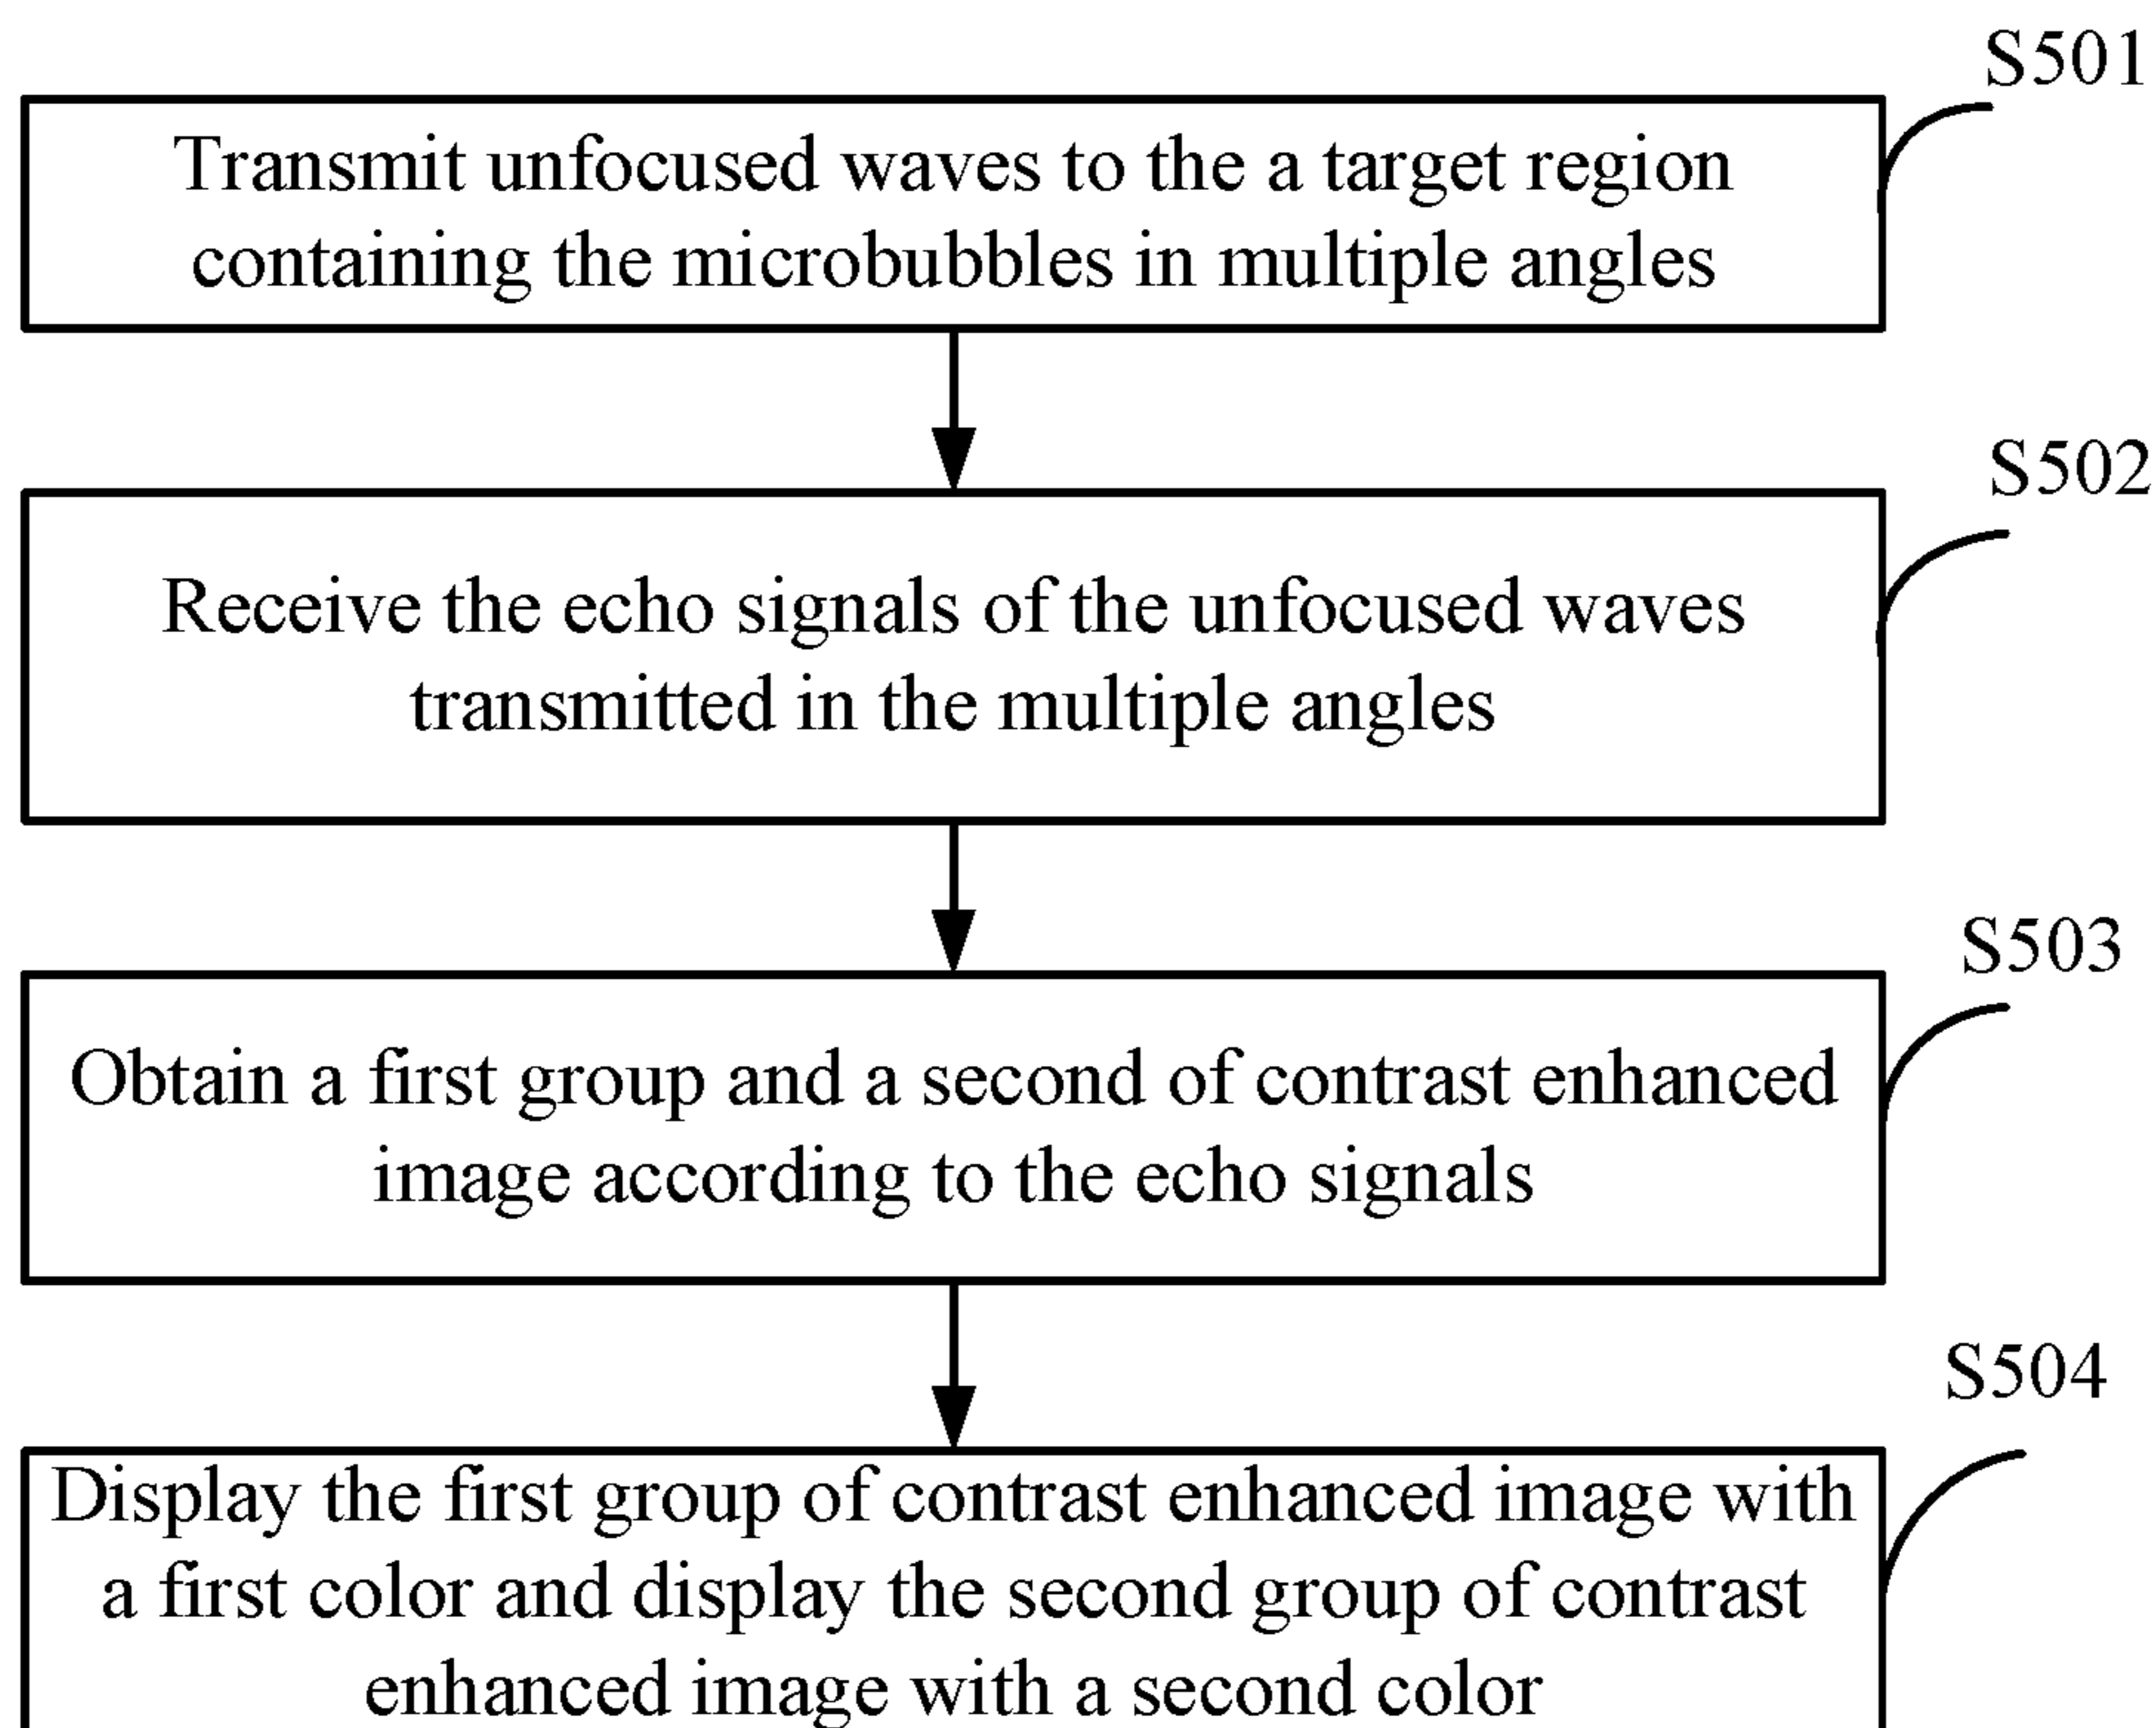 S501
Transmit unfocused waves to the a target region
containing the microbubbles in multiple angles
S502
Receive the echo signals of the unfocused waves
transmitted in the multiple angles
S503
Obtain a first group and a second of contrast enhanced
image according to the echo signals
S504
Display the first group of contrast enhanced image with
a first color and display the second group of contrast
enhanced image with a second color